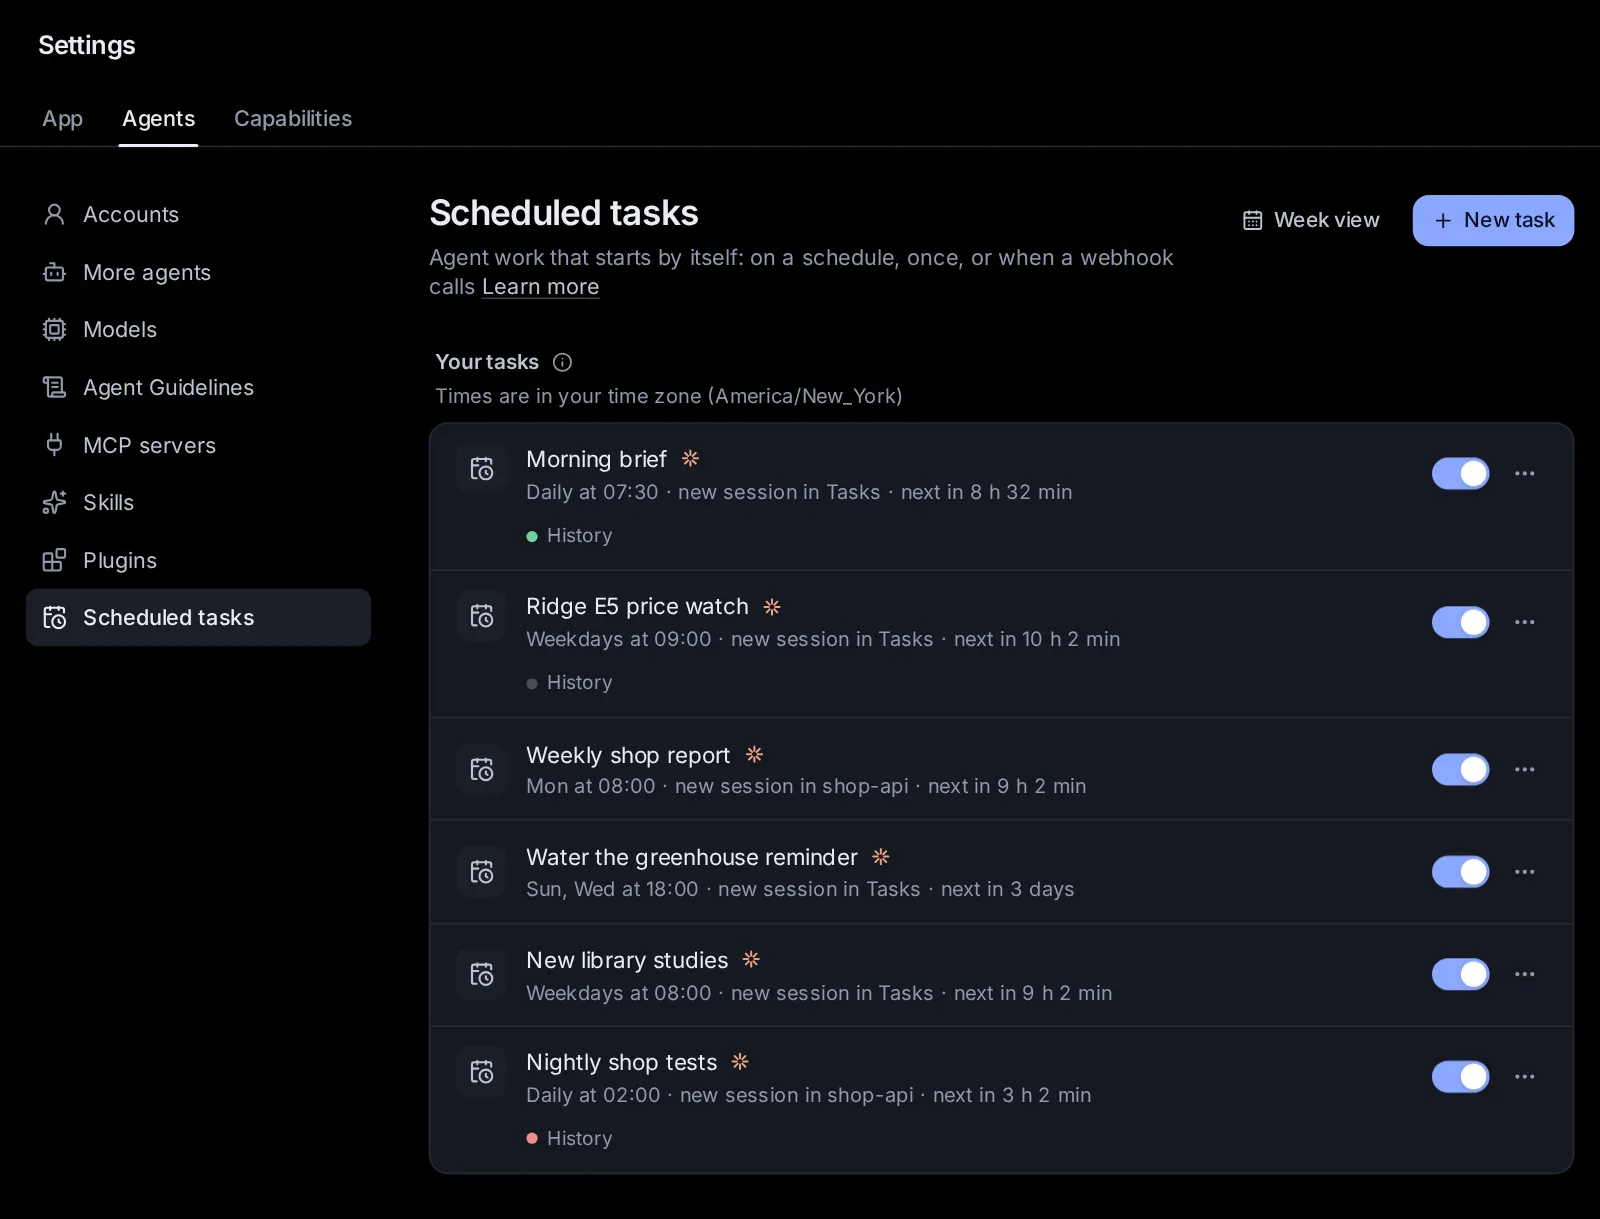 Settings
App
Agents
Capabilities
Accounts
More agents
Models
Agent Guidelines
MCP servers
Skills
Plugins
Scheduled tasks
Scheduled tasks
Agent work that starts by itself: on a schedule, once, or when a webhook
calls Learn more
Week view
New task
Your tasks
Times are in your time zone (America/New_York)
Morning brief
Daily at 07:30 · new session in Tasks · next in 8 h 32 min
History
Ridge E5 price watch
Weekdays at 09:00 · new session in Tasks · next in 10 h 2 min
History
Weekly shop report
Mon at 08:00 · new session in shop-api · next in 9 h 2 min
Water the greenhouse reminder
Sun, Wed at 18:00 · new session in Tasks · next in 3 days
New library studies
Weekdays at 08:00 · new session in Tasks · next in 9 h 2 min
Nightly shop tests
Daily at 02:00 · new session in shop-api · next in 3 h 2 min
History